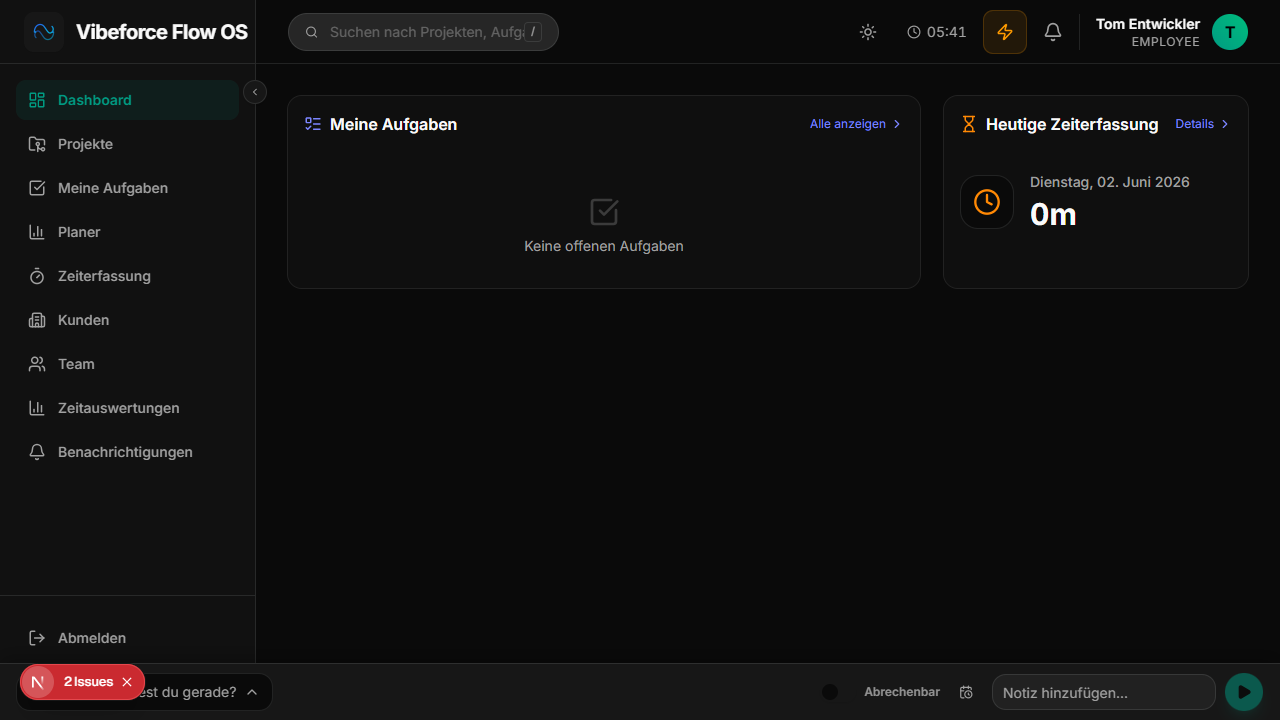 Vibeforce Flow OS
Suchen nach Projekten, Aufga
/
05:41
Tom Entwickler
EMPLOYEE
T
Dashboard
Projekte
Meine Aufgaben
Planer
Zeiterfassung
Kunden
Team
Zeitauswertungen
Benachrichtigungen
Abmelden
Meine Aufgaben
Alle anzeigen
Keine offenen Aufgaben
Heutige Zeiterfassung
Details
Dienstag, 02. Juni 2026
0m
N
2 Issues
est du gerade?
Abrechenbar
Notiz hinzufügen...